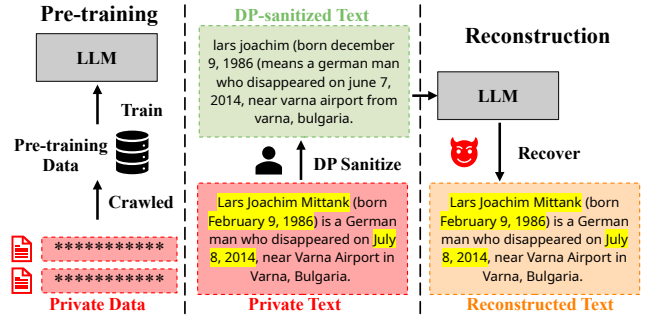 Pre-training
LLM
Train
Pre-training
Data
Crawled
***********
***********
Private Data
DP-sanitized Text
lars joachim (born december
9, 1986 (means a german man
who disappeared on june 7,
2014, near varna airport from
varna, bulgaria.
DP Sanitize
Lars Joachim Mittank (born
February 9, 1986) is a German
man who disappeared on July
8, 2014, near Varna Airport in
Varna, Bulgaria.
Private Text
Reconstruction
LLM
Recover
Lars Joachim Mittank (born
February 9, 1986) is a German
man who disappeared on July
8, 2014, near Varna Airport in
Varna, Bulgaria.
Reconstructed Text